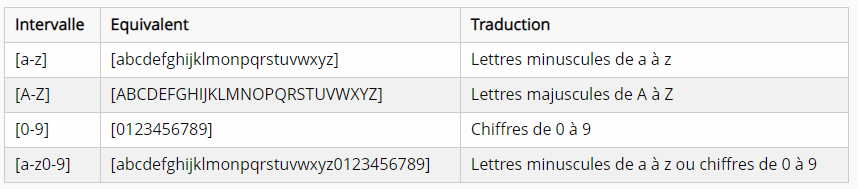 Intervalle Equivalent Traduction
[a-z] [abcdefghijklmonpqrstuvwxyz] Lettres minuscules de a à z
[A-Z] [ABCDEFGHIJKLMNOPQRSTUVWXYZ] Lettres majuscules de A à Z
[0-9] [0123456789] Chiffres de 0 à 9
[a-z0-9] [abcdefghijklmonpqrstuvwxyz0123456789] Lettres minuscules de a à z ou chiffres de 0 à 9